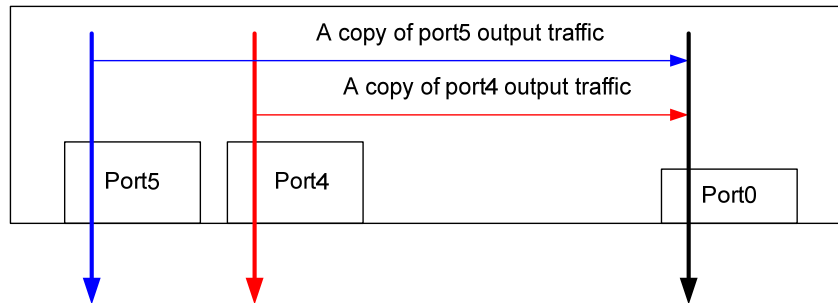 A copy of port5 output traffic
A copy of port4 output traffic
Port5
Port4
Port0